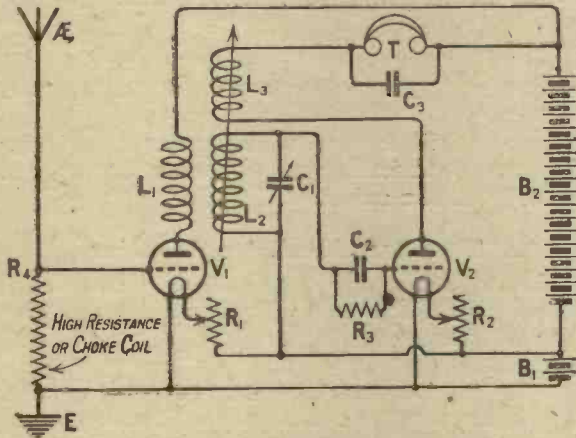 Æ
T
C3
L3
L1
L2
C1
B2
R4
V1
C2
V2
HIGH RESISTANCE
OR CHOKE COIL
R1
R3
R2
B1
E